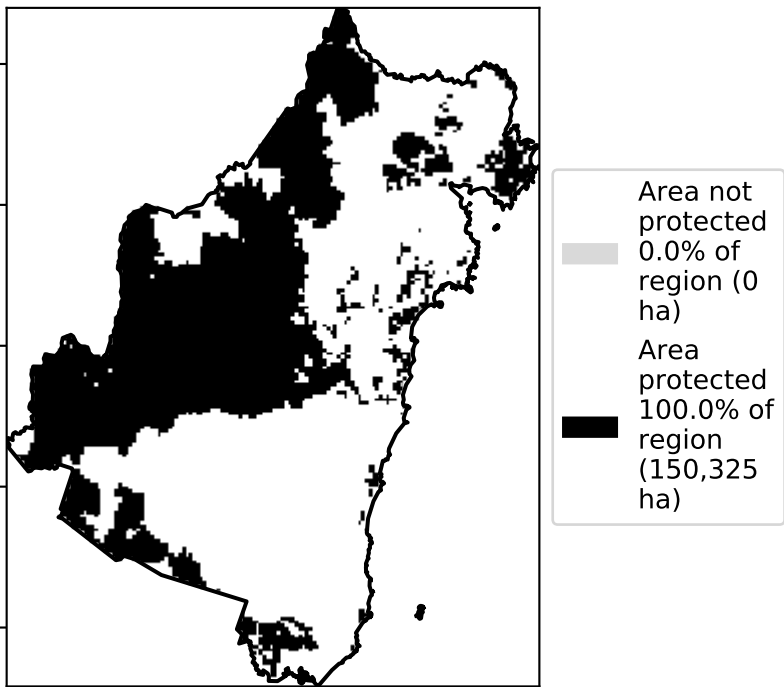 Area not
protected
0.0% of
region (0
ha)
Area
protected
100.0% of
region
(150,325
ha)